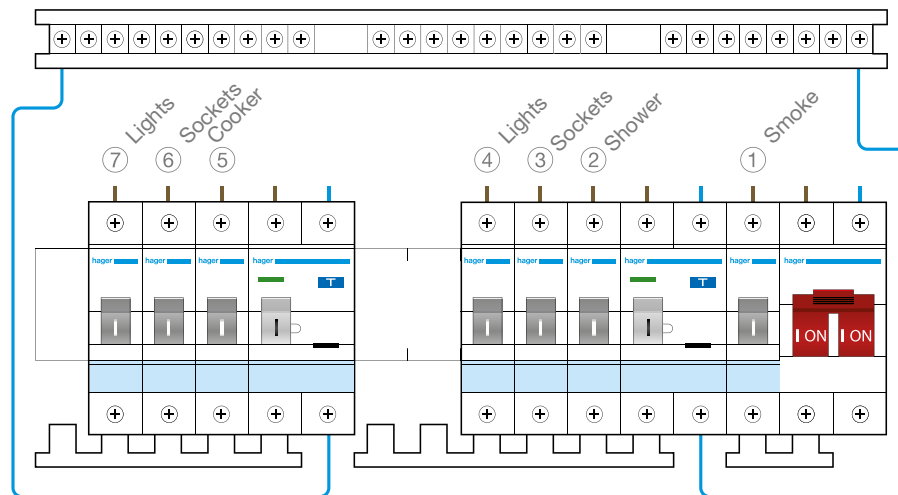 Lights
Sockets
Cooker
Lights
Sockets
Shower
Smoke
7
6
5
4
3
2
1
hager
hager
hager
hager
hager
hager
hager
hager
hager
hager
T
T
I ON
I ON